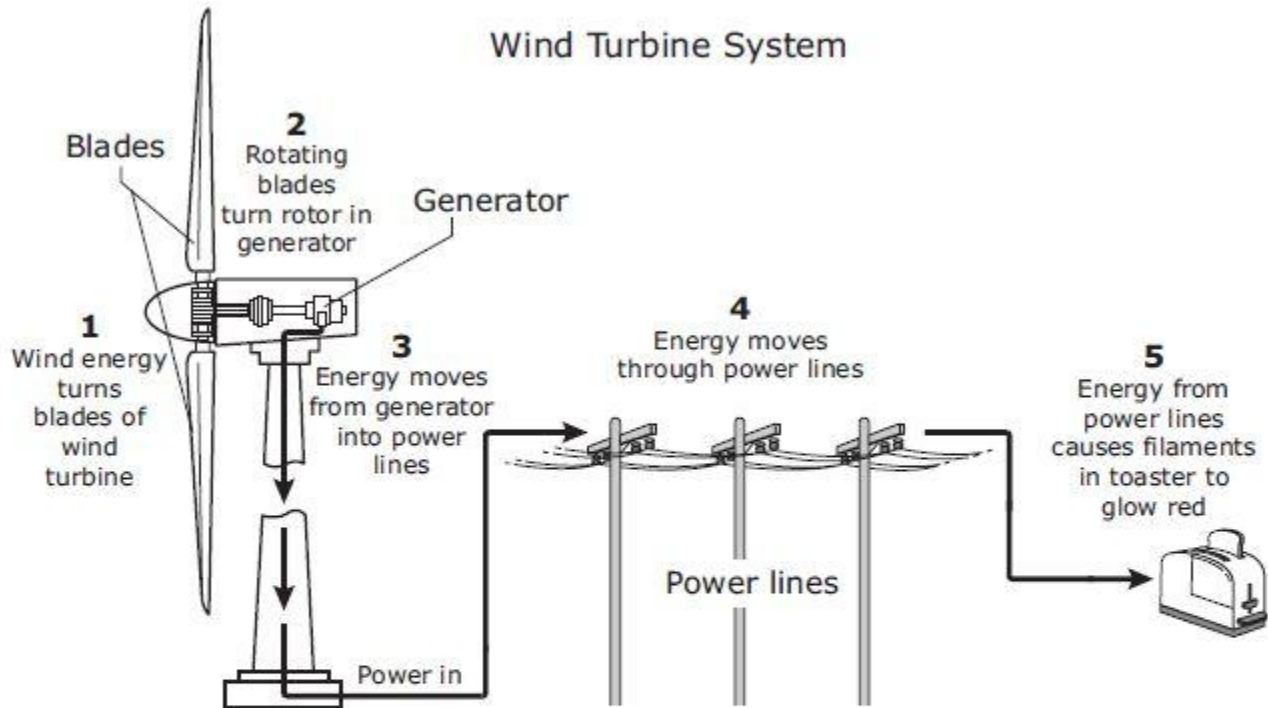 Wind Turbine System
Blades
2
Rotating
blades
turn rotor in
generator
Generator
1
Wind energy
turns
blades of
wind
turbine
3
Energy moves
from generator
into power
lines
4
Energy moves
through power lines
5
Energy from
power lines
causes filaments
in toaster to
glow red
Power lines
Power in